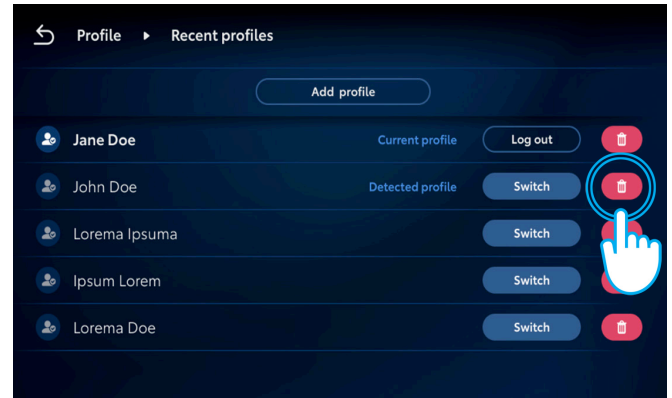 Profile ▸ Recent profiles
Add profile
Jane Doe Current profile Log out
John Doe Detected profile Switch
Lorema Ipsuma Switch
Ipsum Lorem Switch
Lorema Doe Switch